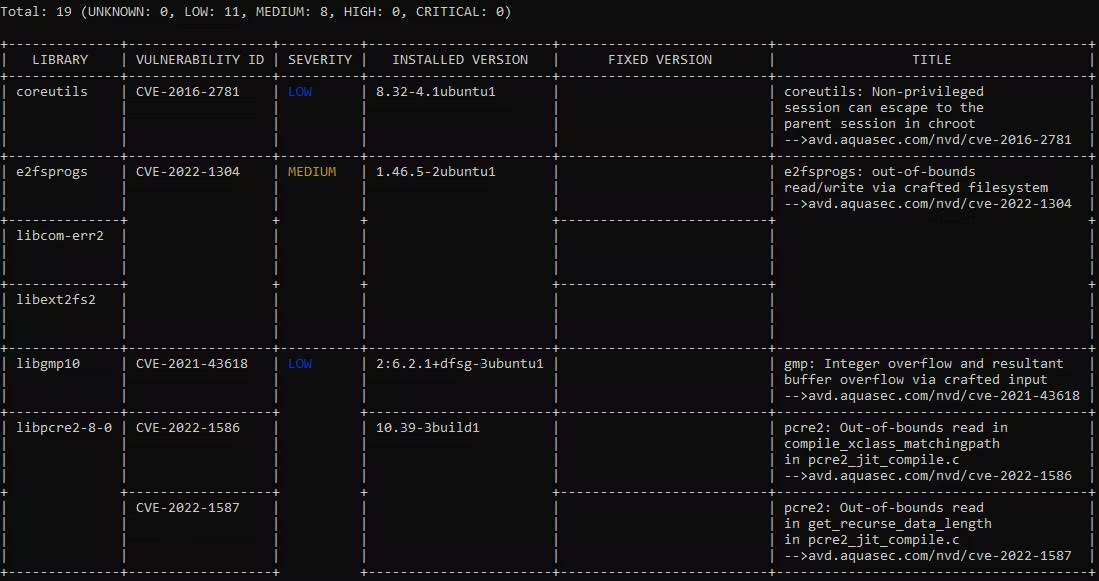 Total: 19 (UNKNOWN: 0, LOW: 11, MEDIUM: 8, HIGH: 0, CRITICAL: 0)
LIBRARY VULNERABILITY ID SEVERITY INSTALLED VERSION FIXED VERSION TITLE
coreutils CVE-2016-2781 LOW 8.32-4.1ubuntu1 coreutils: Non-privileged
session can escape to the
parent session in chroot
-->avd.aquasec.com/nvd/cve-2016-2781
e2fsprogs CVE-2022-1304 MEDIUM 1.46.5-2ubuntu1 e2fsprogs: out-of-bounds
read/write via crafted filesystem
-->avd.aquasec.com/nvd/cve-2022-1304
libcom-err2
libext2fs2
libgmp10 CVE-2021-43618 LOW 2:6.2.1+dfsg-3ubuntu1 gmp: Integer overflow and resultant
buffer overflow via crafted input
-->avd.aquasec.com/nvd/cve-2021-43618
libpcre2-8-0 CVE-2022-1586 10.39-3build1 pcre2: Out-of-bounds read in
compile_xclass_matchingpath
in pcre2_jit_compile.c
-->avd.aquasec.com/nvd/cve-2022-1586
CVE-2022-1587 pcre2: Out-of-bounds read
in get_recurse_data_length
in pcre2_jit_compile.c
-->avd.aquasec.com/nvd/cve-2022-1587